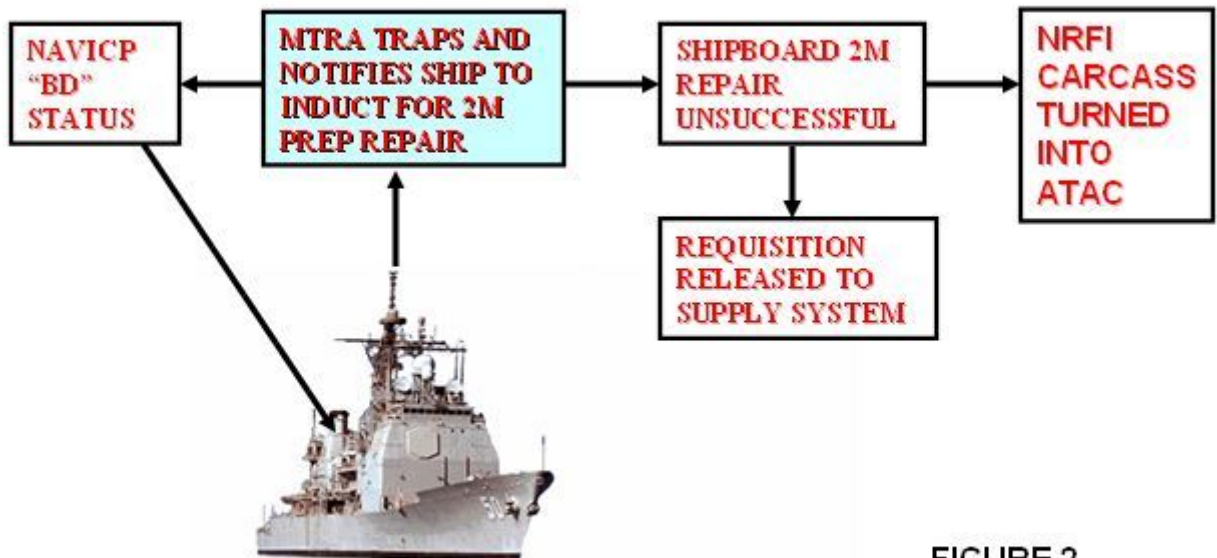 NAVICP
“BD”
STATUS
MTRA TRAPS AND
NOTIFIES SHIP TO
INDUCT FOR 2M
PREP REPAIR
SHIPBOARD 2M
REPAIR
UNSUCCESSFUL
NRFI
CARCASS
TURNED
INTO
ATAC
REQUISITION
RELEASED TO
SUPPLY SYSTEM
50